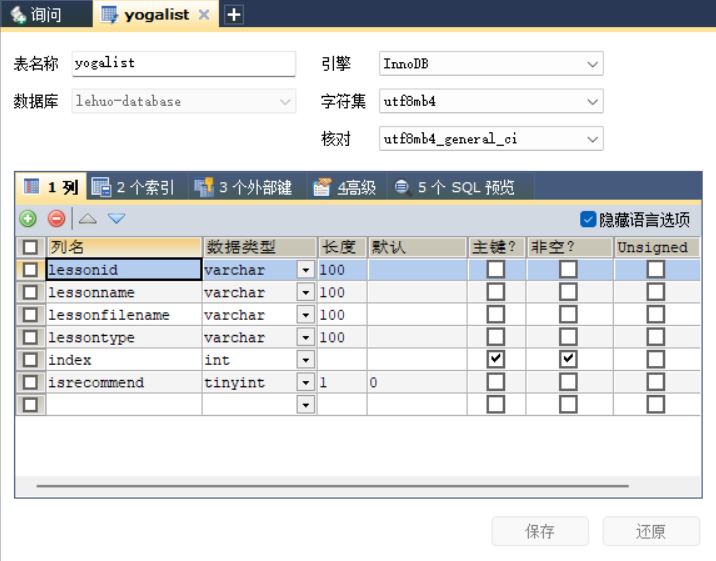 询问 yogalist
表名称 yogalist 引擎 InnoDB
数据库 lehuo-database 字符集 utf8mb4
核对 utf8mb4_general_ci
1 列 2 个索引 3 个外部键 4高级 5 个 SQL 预览
隐藏语言选项
列名 数据类型 长度 默认 主键? 非空? Unsigned
lessonid varchar 100
lessonname varchar 100
lessonfilename varchar 100
lessontype varchar 100
index int
isrecommend tinyint 1 0
保存 还原